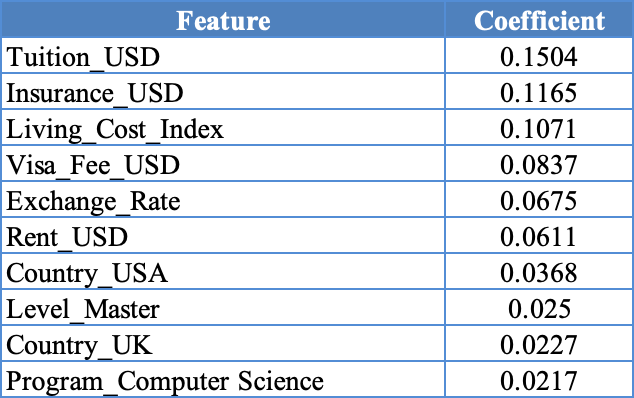 Feature Coefficient
Tuition_USD 0.1504
Insurance_USD 0.1165
Living_Cost_Index 0.1071
Visa_Fee_USD 0.0837
Exchange_Rate 0.0675
Rent_USD 0.0611
Country_USA 0.0368
Level_Master 0.025
Country_UK 0.0227
Program_Computer Science 0.0217